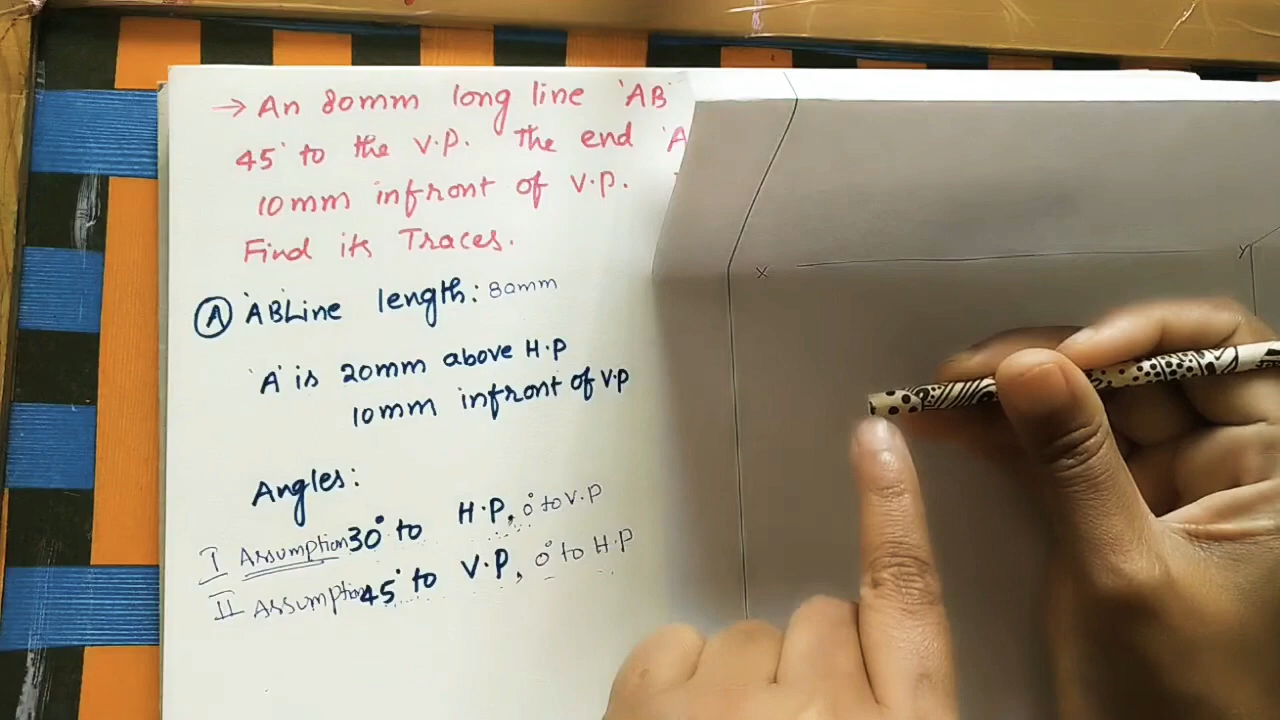 → An 80mm long line 'AB'
45° to the V.P. The end 'A
10mm infront of V.P.
Find its Traces.
Ⓐ 'AB' Line length: 80mm
'A' is 20mm above H.P
10mm infront of V.P
Angles:
I Assumption 30° to H.P, 0° to V.P
II Assumption 45° to V.P, 0° to H.P
X Y